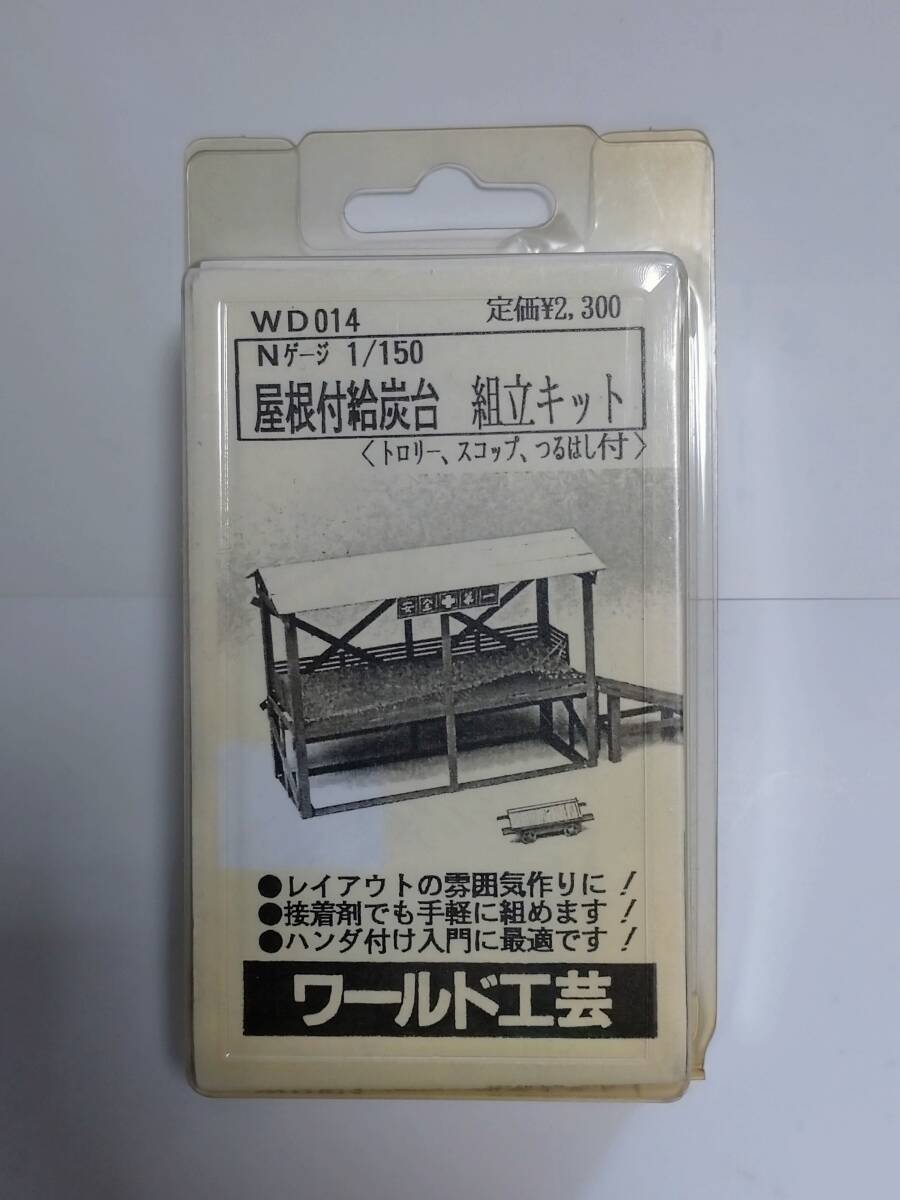 WD014 定価¥2,300
Nゲージ 1/150
屋根付給炭台 組立キット
〈トロリー、スコップ、つるはし付〉
安全✚第一
●レイアウトの雰囲気作りに!
●接着剤でも手軽に組めます!
●ハンダ付け入門に最適です!
ワールド工芸